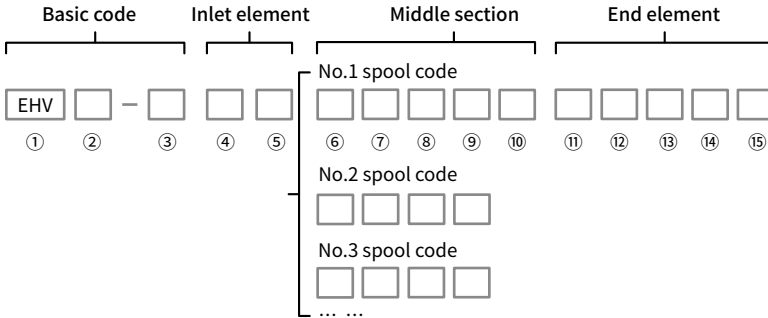 Basic code Inlet element Middle section End element
No.1 spool code
EHV –
① ② ③ ④ ⑤ ⑥ ⑦ ⑧ ⑨ ⑩ ⑪ ⑫ ⑬ ⑭ ⑮
No.2 spool code
No.3 spool code
... ...